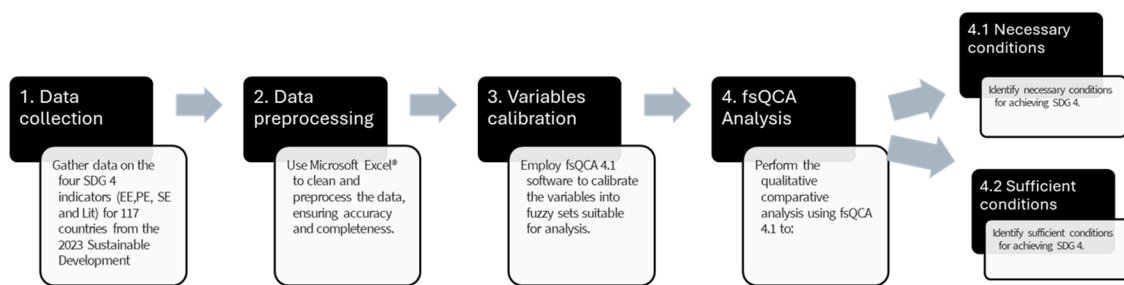 1. Data
collection
Gather data on the
four SDG 4
indicators (EE,PE, SE
and Lit) for 117
countries from the
2023 Sustainable
Development
2. Data
preprocessing
Use Microsoft Excel®
to clean and
preprocess the data,
ensuring accuracy
and completeness.
3. Variables
calibration
Employ fsQCA 4.1
software to calibrate
the variables into
fuzzy sets suitable
for analysis.
4. fsQCA
Analysis
Perform the
qualitative
comparative
analysis using fsQCA
4.1 to:
4.1 Necessary
conditions
Identify necessary conditions
for achieving SDG 4.
4.2 Sufficient
conditions
Identify sufficient conditions
for achieving SDG 4.